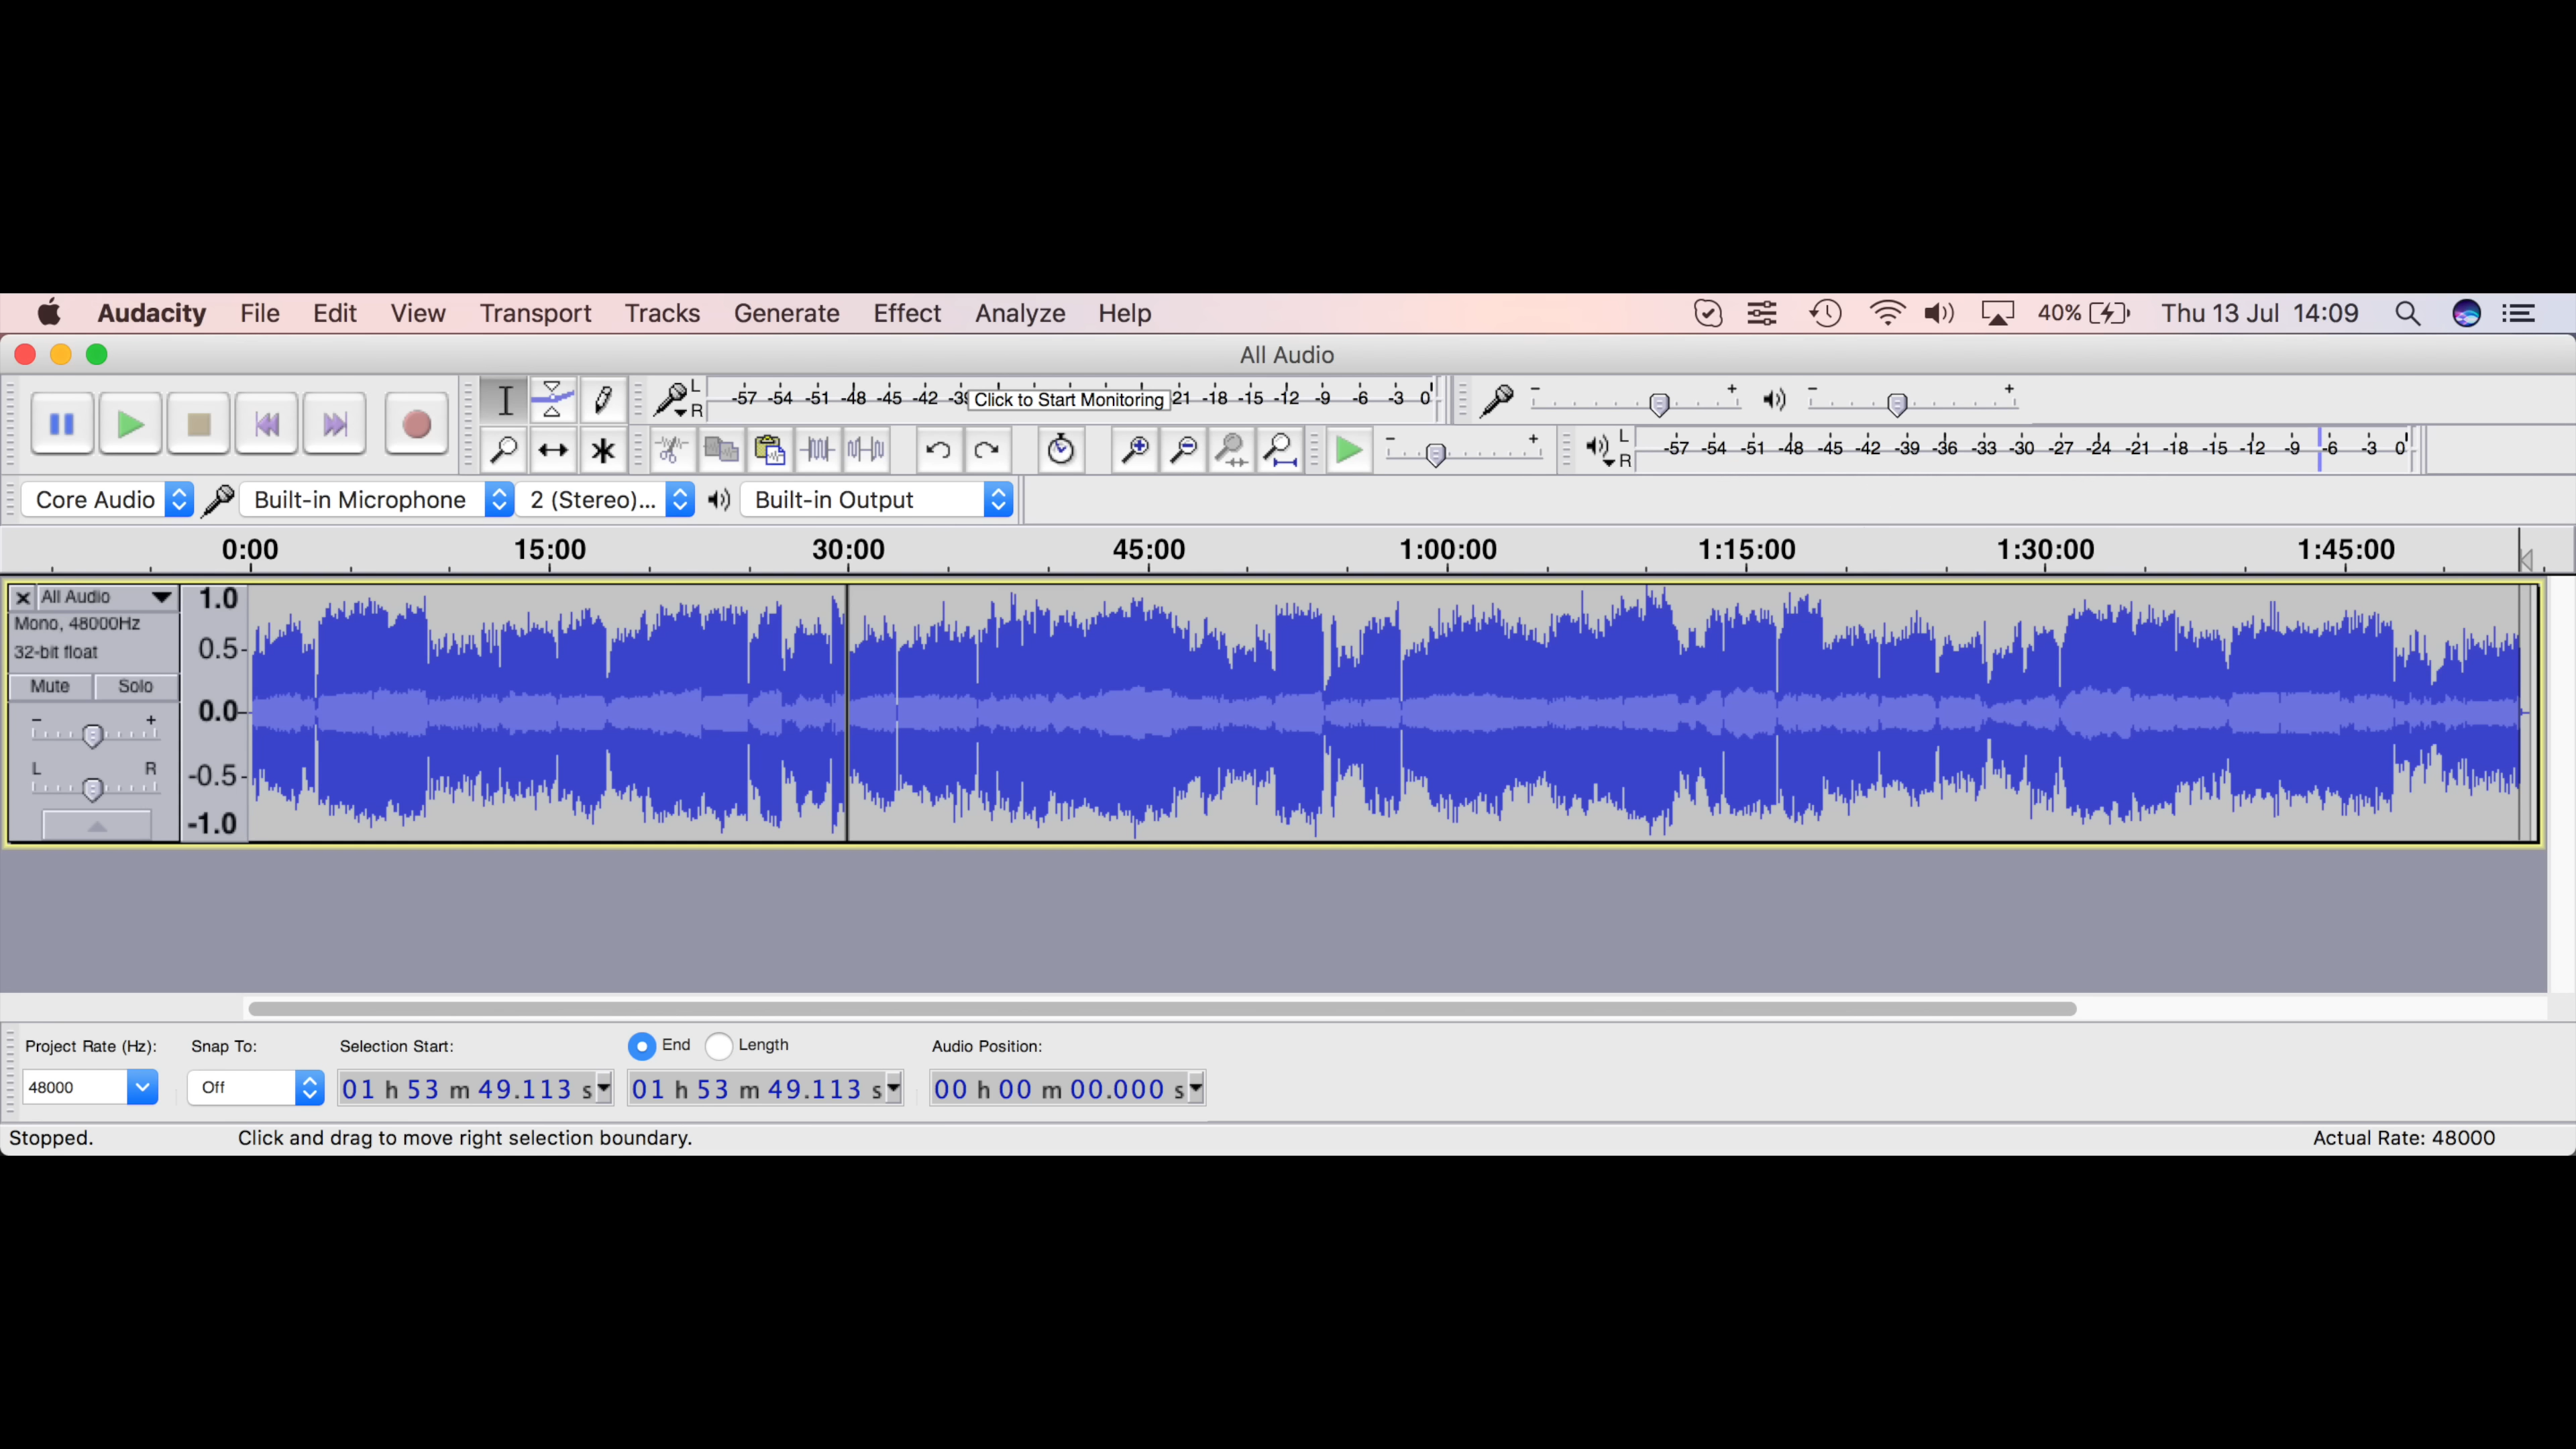 Audacity File Edit View Transport Tracks Generate Effect Analyze Help 40% Thu 13 Jul 14:09
All Audio
L -57 -54 -51 -48 -45 -42 Click to Start Monitoring 21 -18 -15 -12 -9 -6 -3 0 - + - +
R
- + L -57 -54 -51 -48 -45 -42 -39 -36 -33 -30 -27 -24 -21 -18 -15 -12 -9 -6 -3 0
R
Core Audio Built-in Microphone 2 (Stereo)... Built-in Output
0:00 15:00 30:00 45:00 1:00:00 1:15:00 1:30:00 1:45:00
All Audio 1.0
Mono, 48000Hz
32-bit float 0.5
Mute Solo
0.0
- +
L R -0.5
-1.0
Project Rate (Hz): Snap To: Selection Start: End Length Audio Position:
48000 Off 01 h 53 m 49.113 s 01 h 53 m 49.113 s 00 h 00 m 00.000 s
Stopped. Click and drag to move right selection boundary. Actual Rate: 48000